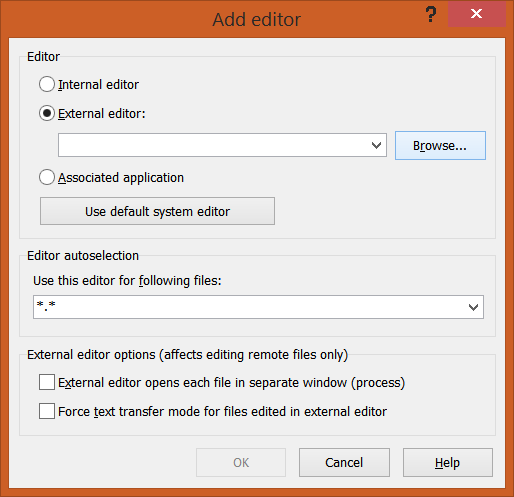 Add editor
?
Editor
Internal editor
External editor:
Browse...
Associated application
Use default system editor
Editor autoselection
Use this editor for following files:
*.*
External editor options (affects editing remote files only)
External editor opens each file in separate window (process)
Force text transfer mode for files edited in external editor
OK Cancel Help